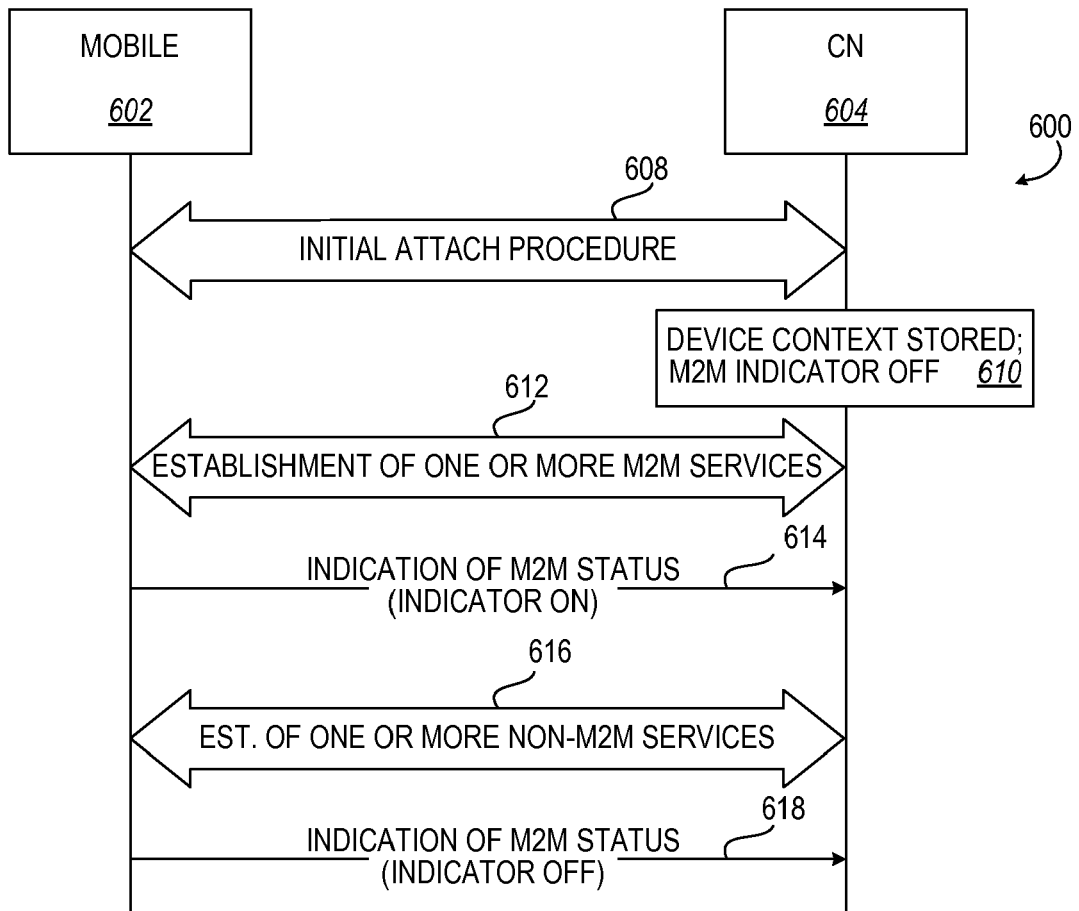 MOBILE
602
CN
604
600
608
INITIAL ATTACH PROCEDURE
DEVICE CONTEXT STORED;
M2M INDICATOR OFF 610
612
ESTABLISHMENT OF ONE OR MORE M2M SERVICES
614
INDICATION OF M2M STATUS
(INDICATOR ON)
616
EST. OF ONE OR MORE NON-M2M SERVICES
618
INDICATION OF M2M STATUS
(INDICATOR OFF)